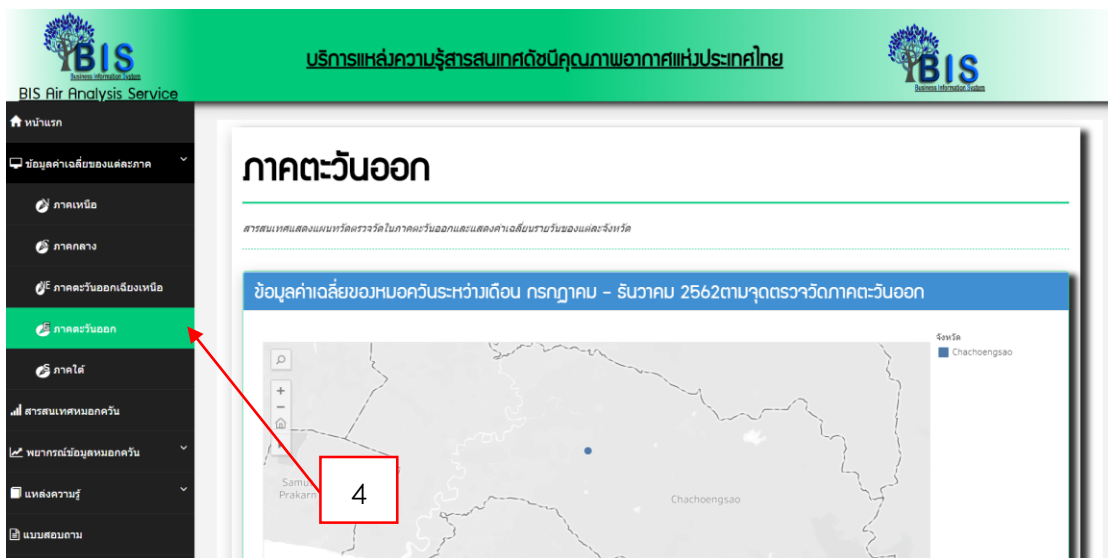 BIS
Business Information System
BIS Air Analysis Service
บริการแหล่งความรู้สารสนเทศดัชนีคุณภาพอากาศแห่งประเทศไทย
BIS
Business Information System
หน้าแรก
ข้อมูลค่าเฉลี่ยของแต่ละภาค
ภาคเหนือ
ภาคกลาง
ภาคตะวันออกเฉียงเหนือ
ภาคตะวันออก
ภาคใต้
สารสนเทศหมอกควัน
พยากรณ์ข้อมูลหมอกควัน
แหล่งความรู้
แบบสอบถาม
ภาคตะวันออก
สารสนเทศแสดงแผนทวัดตรวจวัดในภาคตะวันออกและแสดงค่าเฉลี่ยนรายวันของแต่ละจังหวัด
ข้อมูลค่าเฉลี่ยของหมอควันระหว่างเดือน กรกฎาคม – ธันวาคม 2562ตามจุดตรวจวัดภาคตะวันออก
จังหวัด
Chachoengsao
+
−
Prakarn
Chachoengsao
4